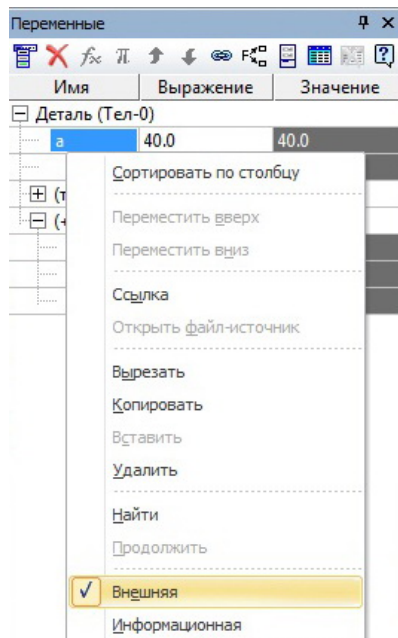 Переменные
Имя Выражение Значение
Деталь (Тел-0)
a 40.0 40.0
(т
(+
Сортировать по столбцу
Переместить вверх
Переместить вниз
Ссылка
Открыть файл-источник
Вырезать
Копировать
Вставить
Удалить
Найти
Продолжить
Внешняя
Информационная